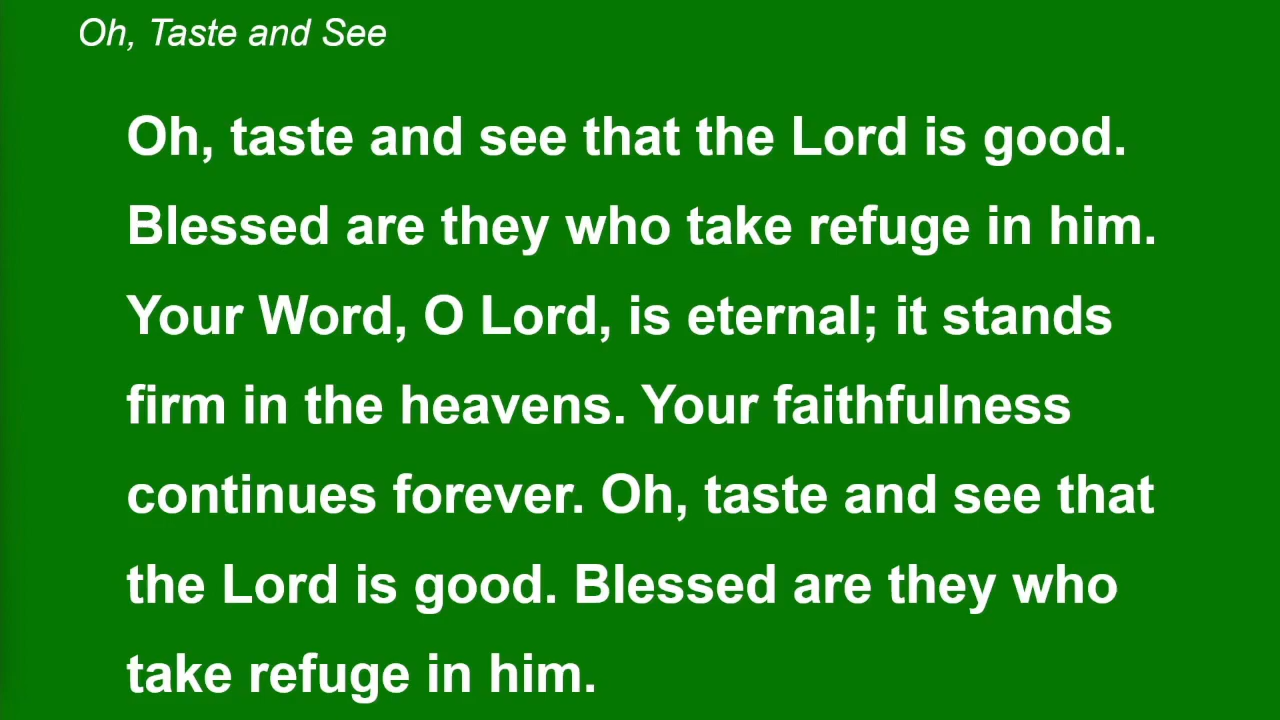 Oh, Taste and See
Oh, taste and see that the Lord is good.
Blessed are they who take refuge in him.
Your Word, O Lord, is eternal; it stands
firm in the heavens. Your faithfulness
continues forever. Oh, taste and see that
the Lord is good. Blessed are they who
take refuge in him.